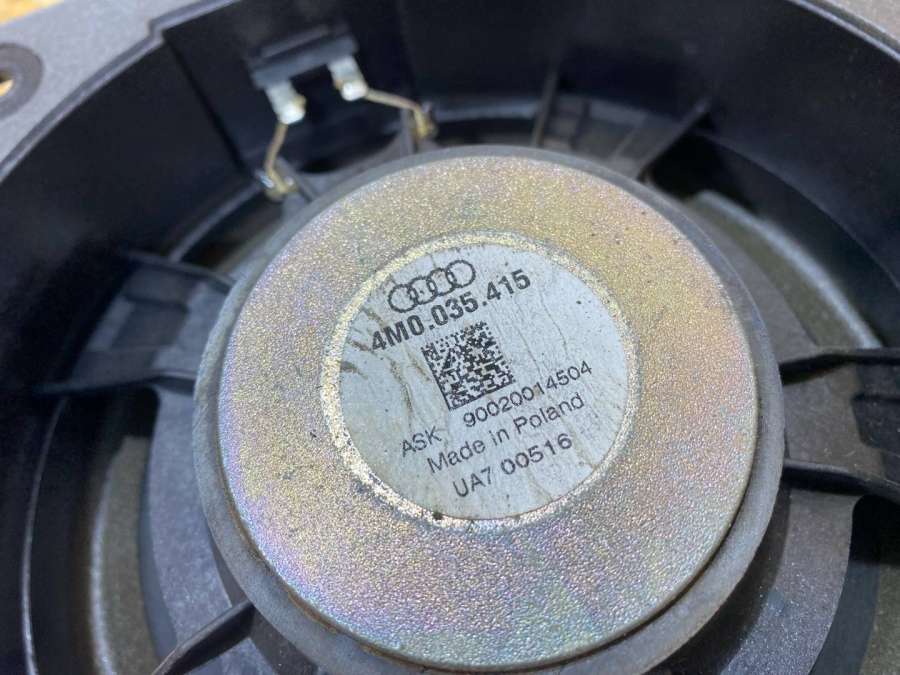 4M0.035.415
ASK 90020014504
Made in Poland
UA7 00516